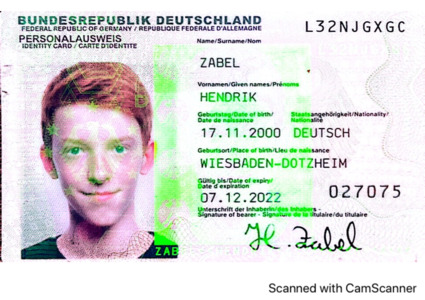 BUNDESREPUBLIK DEUTSCHLAND
FEDERAL REPUBLIC OF GERMANY / REPUBLIQUE FEDERALE D'ALLEMAGNE
PERSONALAUSWEIS
IDENTITY CARD / CARTE D'IDENTITE
L32NJGXGC
Name/Surname/Nom
ZABEL
Vornamen/Given names/Prénoms
HENDRIK
Geburtstag/Date of birth/
Date de naissance
Staatsangehörigkeit/Nationality/
Nationalité
17.11.2000 DEUTSCH
Geburtsort/Place of birth/Lieu de naissance
WIESBADEN-DOTZHEIM
Gültig bis/Date of expiry/
Date d'expiration
07.12.2022
027075
Unterschrift der Inhaberin/des Inhabers -
Signature of bearer - Signature de la titulaire/du titulaire
H. Zabel
ZAB
Scanned with CamScanner